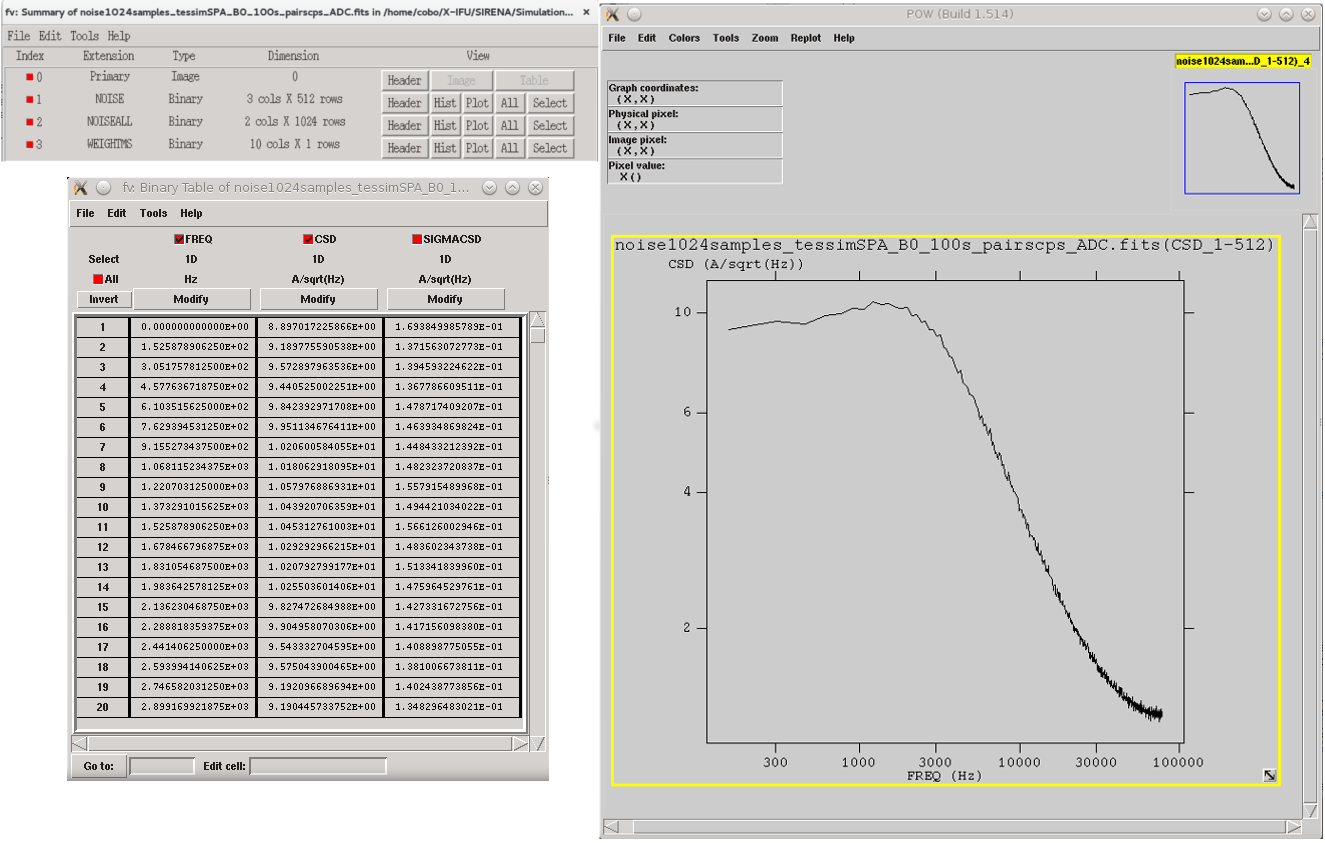 fv: Summary of noise1024samples_tessimSPA_B0_100s_pairscps_ADC.fits in /home/cobo/X-IFU/SIRENA/Simulation... ×
File Edit Tools Help
Index Extension Type Dimension View
0 Primary Image 0 Header Image Table
1 NOISE Binary 3 cols X 512 rows Header Hist Plot All Select
2 NOISEALL Binary 2 cols X 1024 rows Header Hist Plot All Select
3 WEIGHTMS Binary 10 cols X 1 rows Header Hist Plot All Select
fv: Binary Table of noise1024samples_tessimSPA_B0_1...
File Edit Tools Help
FREQ CSD SIGMACSD
Select 1D 1D 1D
All Hz A/sqrt(Hz) A/sqrt(Hz)
Invert Modify Modify Modify
1 0.000000000000E+00 8.897017225866E+00 1.693849985789E-01
2 1.525878906250E+02 9.189775590538E+00 1.371563072773E-01
3 3.051757812500E+02 9.572897963536E+00 1.394593224622E-01
4 4.577636718750E+02 9.440525002251E+00 1.367786609511E-01
5 6.103515625000E+02 9.842392971708E+00 1.478717409207E-01
6 7.629394531250E+02 9.951134676411E+00 1.463934869824E-01
7 9.155273437500E+02 1.020600584055E+01 1.448433212392E-01
8 1.068115234375E+03 1.018062918095E+01 1.482323720837E-01
9 1.220703125000E+03 1.057976886931E+01 1.557915489968E-01
10 1.373291015625E+03 1.043920706359E+01 1.494421034022E-01
11 1.525878906250E+03 1.045312761003E+01 1.566126002946E-01
12 1.678466796875E+03 1.029292966215E+01 1.483602343738E-01
13 1.831054687500E+03 1.020792799177E+01 1.513341839960E-01
14 1.983642578125E+03 1.025503601406E+01 1.475964529761E-01
15 2.136230468750E+03 9.827472684988E+00 1.427331672756E-01
16 2.288818359375E+03 9.904958070306E+00 1.417156098380E-01
17 2.441406250000E+03 9.543332704595E+00 1.408898775055E-01
18 2.593994140625E+03 9.575043900465E+00 1.381006673811E-01
19 2.746582031250E+03 9.192096689694E+00 1.402438773856E-01
20 2.899169921875E+03 9.190445733752E+00 1.348296483021E-01
Go to: Edit cell:
POW (Build 1.514)
File Edit Colors Tools Zoom Replot Help
noise1024sam...D_1-512)_4
Graph coordinates:
(X,X)
Physical pixel:
(X,X)
Image pixel:
(X,X)
Pixel value:
X()
noise1024samples_tessimSPA_B0_100s_pairscps_ADC.fits(CSD_1-512)
CSD (A/sqrt(Hz))
10
6
4
2
300 1000 3000 10000 30000 100000
FREQ (Hz)